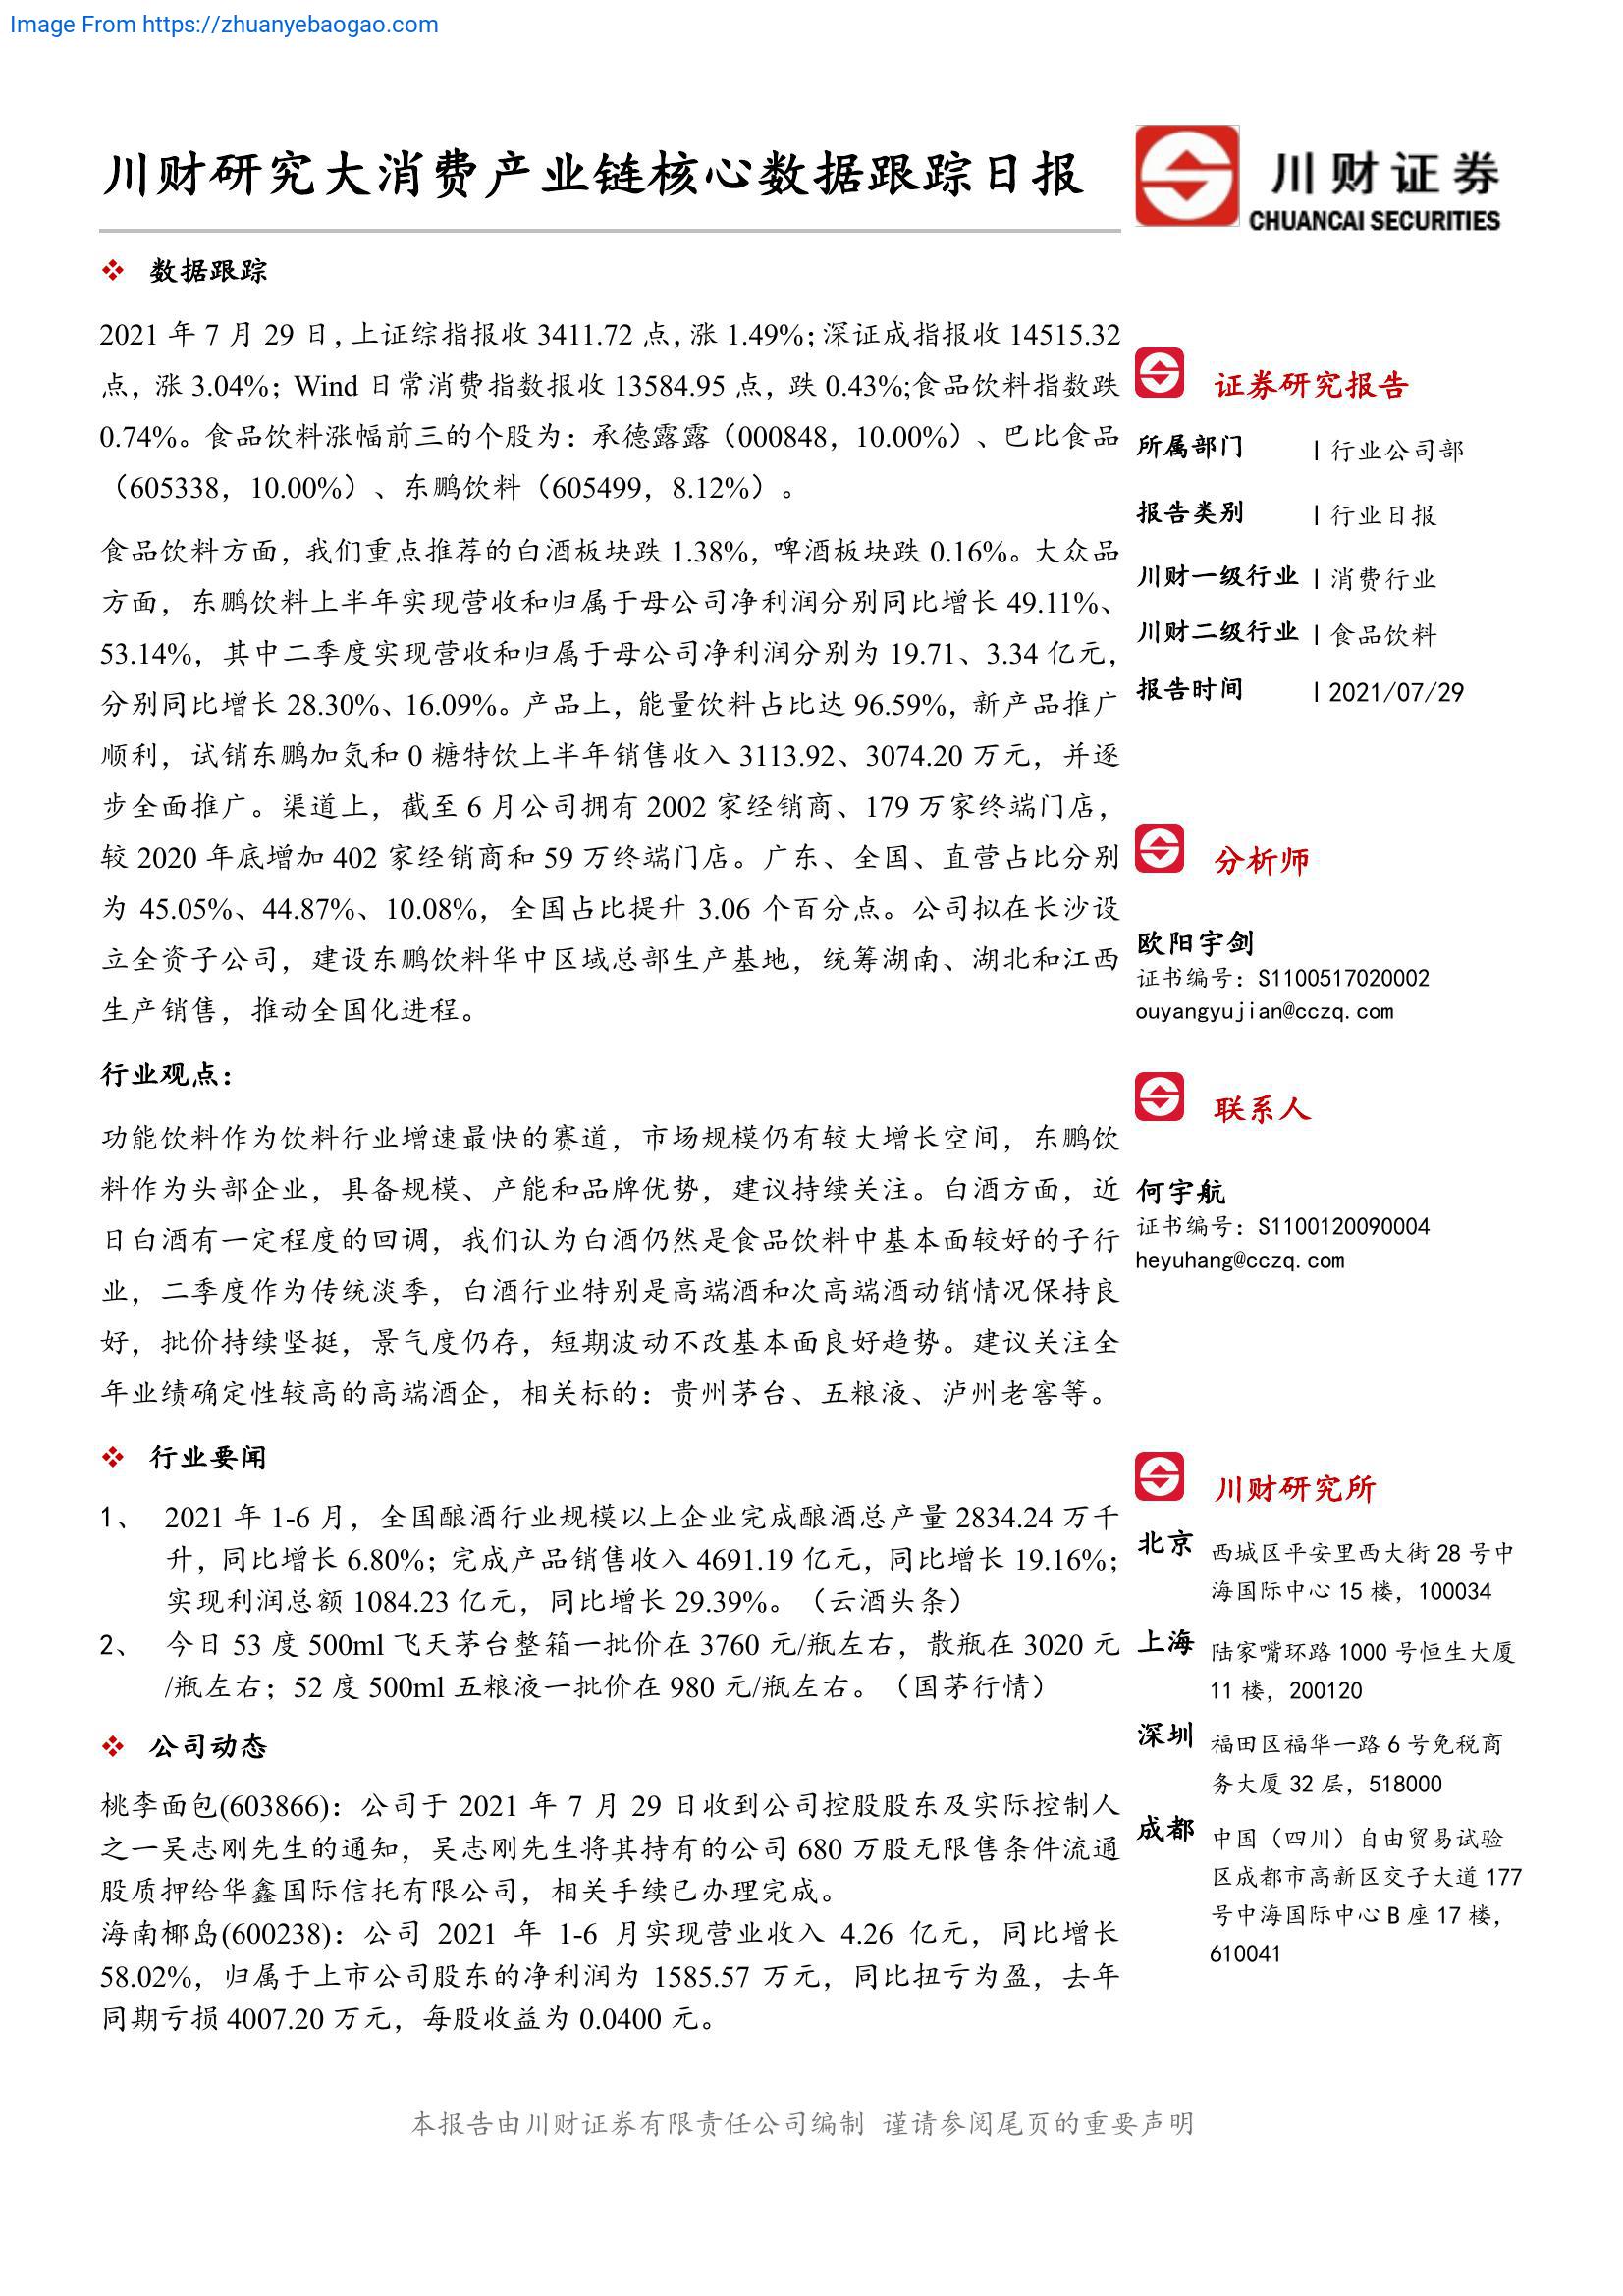 Image From https://zhuanyebaogao.com
川财研究大消费产业链核心数据跟踪日报
川财证券
CHUANCAI SECURITIES
数据跟踪
2021 年 7 月 29 日，上证综指报收 3411.72 点，涨 1.49%；深证成指报收 14515.32
点，涨 3.04%；Wind 日常消费指数报收 13584.95 点，跌 0.43%;食品饮料指数跌
0.74%。食品饮料涨幅前三的个股为：承德露露（000848，10.00%）、巴比食品
（605338，10.00%）、东鹏饮料（605499，8.12%）。
食品饮料方面，我们重点推荐的白酒板块跌 1.38%，啤酒板块跌 0.16%。大众品
方面，东鹏饮料上半年实现营收和归属于母公司净利润分别同比增长 49.11%、
53.14%，其中二季度实现营收和归属于母公司净利润分别为 19.71、3.34 亿元，
分别同比增长 28.30%、16.09%。产品上，能量饮料占比达 96.59%，新产品推广
顺利，试销东鹏加気和 0 糖特饮上半年销售收入 3113.92、3074.20 万元，并逐
步全面推广。渠道上，截至 6 月公司拥有 2002 家经销商、179 万家终端门店，
较 2020 年底增加 402 家经销商和 59 万终端门店。广东、全国、直营占比分别
为 45.05%、44.87%、10.08%，全国占比提升 3.06 个百分点。公司拟在长沙设
立全资子公司，建设东鹏饮料华中区域总部生产基地，统筹湖南、湖北和江西
生产销售，推动全国化进程。
行业观点：
功能饮料作为饮料行业增速最快的赛道，市场规模仍有较大增长空间，东鹏饮
料作为头部企业，具备规模、产能和品牌优势，建议持续关注。白酒方面，近
日白酒有一定程度的回调，我们认为白酒仍然是食品饮料中基本面较好的子行
业，二季度作为传统淡季，白酒行业特别是高端酒和次高端酒动销情况保持良
好，批价持续坚挺，景气度仍存，短期波动不改基本面良好趋势。建议关注全
年业绩确定性较高的高端酒企，相关标的：贵州茅台、五粮液、泸州老窖等。
行业要闻
1、 2021 年 1-6 月，全国酿酒行业规模以上企业完成酿酒总产量 2834.24 万千
升，同比增长 6.80%；完成产品销售收入 4691.19 亿元，同比增长 19.16%；
实现利润总额 1084.23 亿元，同比增长 29.39%。（云酒头条）
2、 今日 53 度 500ml 飞天茅台整箱一批价在 3760 元/瓶左右，散瓶在 3020 元
/瓶左右；52 度 500ml 五粮液一批价在 980 元/瓶左右。（国茅行情）
公司动态
桃李面包(603866)：公司于 2021 年 7 月 29 日收到公司控股股东及实际控制人
之一吴志刚先生的通知，吴志刚先生将其持有的公司 680 万股无限售条件流通
股质押给华鑫国际信托有限公司，相关手续已办理完成。
海南椰岛(600238)：公司 2021 年 1-6 月实现营业收入 4.26 亿元，同比增长
58.02%，归属于上市公司股东的净利润为 1585.57 万元，同比扭亏为盈，去年
同期亏损 4007.20 万元，每股收益为 0.0400 元。
证券研究报告
所属部门 | 行业公司部
报告类别 | 行业日报
川财一级行业 | 消费行业
川财二级行业 | 食品饮料
报告时间 | 2021/07/29
分析师
欧阳宇剑
证书编号：S1100517020002
ouyangyujian@cczq.com
联系人
何宇航
证书编号：S1100120090004
heyuhang@cczq.com
川财研究所
北京 西城区平安里西大街 28 号中
海国际中心 15 楼，100034
上海 陆家嘴环路 1000 号恒生大厦
11 楼，200120
深圳 福田区福华一路 6 号免税商
务大厦 32 层，518000
成都 中国（四川）自由贸易试验
区成都市高新区交子大道 177
号中海国际中心 B 座 17 楼，
610041
本报告由川财证券有限责任公司编制 谨请参阅尾页的重要声明